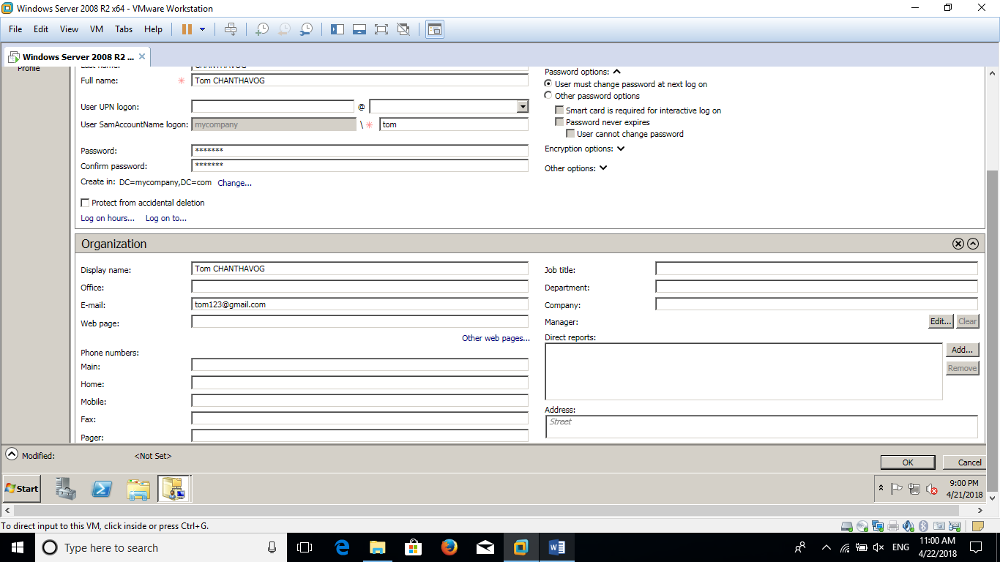 Windows Server 2008 R2 x64 - VMware Workstation
File Edit View VM Tabs Help
Windows Server 2008 R2 ...
Profile
Last name: CHANTHAVOG
Full name: * Tom CHANTHAVOG
User UPN logon: @
User SamAccountName logon: mycompany \ * tom
Password: *******
Confirm password: *******
Create in: DC=mycompany,DC=com Change...
Protect from accidental deletion
Log on hours... Log on to...
Password options:
User must change password at next log on
Other password options
Smart card is required for interactive log on
Password never expires
User cannot change password
Encryption options:
Other options:
Organization
Display name: Tom CHANTHAVOG
Office:
E-mail: tom123@gmail.com
Web page:
Other web pages...
Phone numbers:
Main:
Home:
Mobile:
Fax:
Pager:
Job title:
Department:
Company:
Manager: Edit... Clear
Direct reports:
Add...
Remove
Address:
Street
Modified: <Not Set>
OK Cancel
Start
9:00 PM
4/21/2018
To direct input to this VM, click inside or press Ctrl+G.
Type here to search
ENG
11:00 AM
4/22/2018